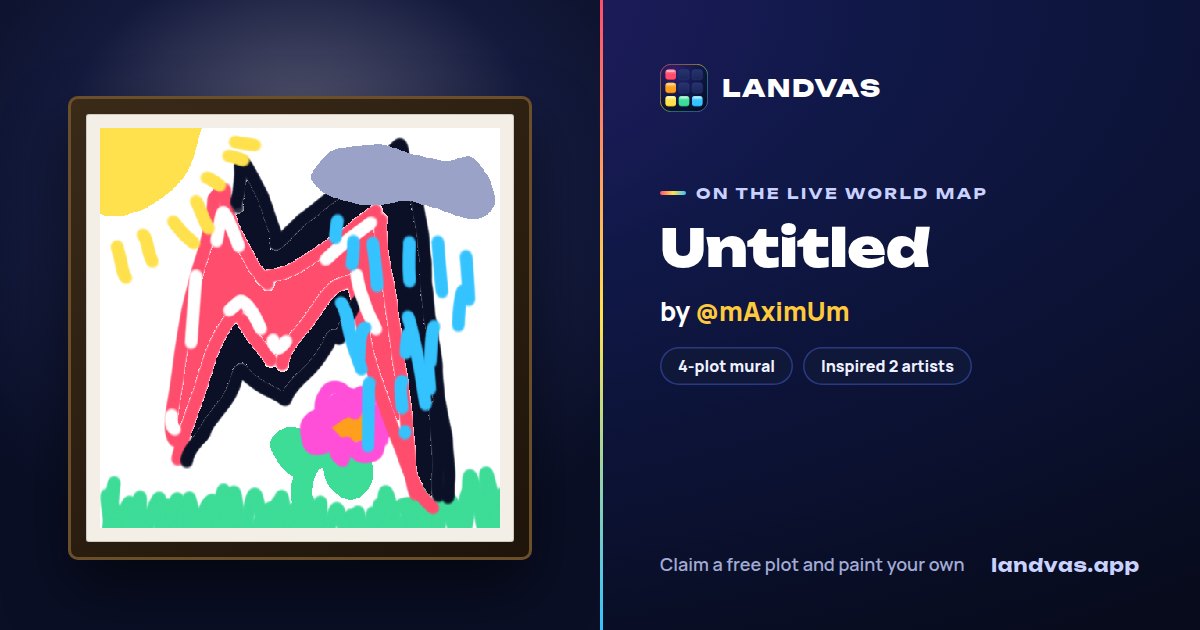 M
LANDVAS
ON THE LIVE WORLD MAP
Untitled
by @mAximUm
4-plot mural
Inspired 2 artists
Claim a free plot and paint your own
landvas.app